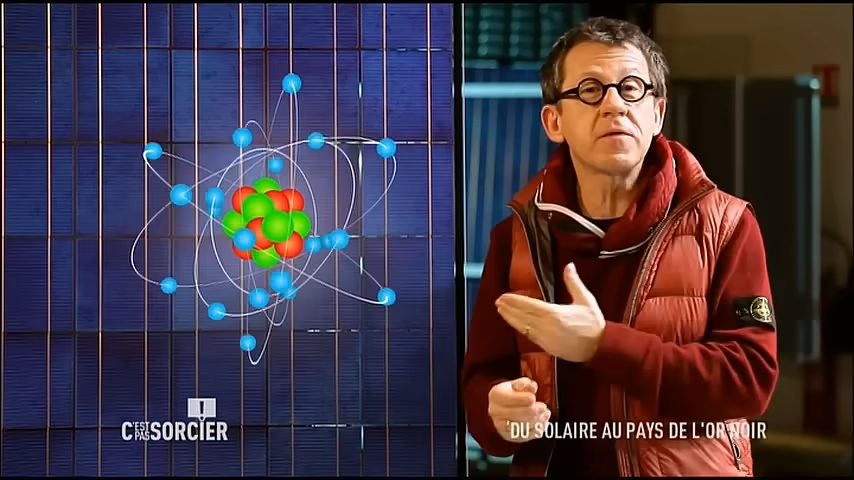 C'EST PAS SORCIER !
'DU SOLAIRE AU PAYS DE L'OR NOIR